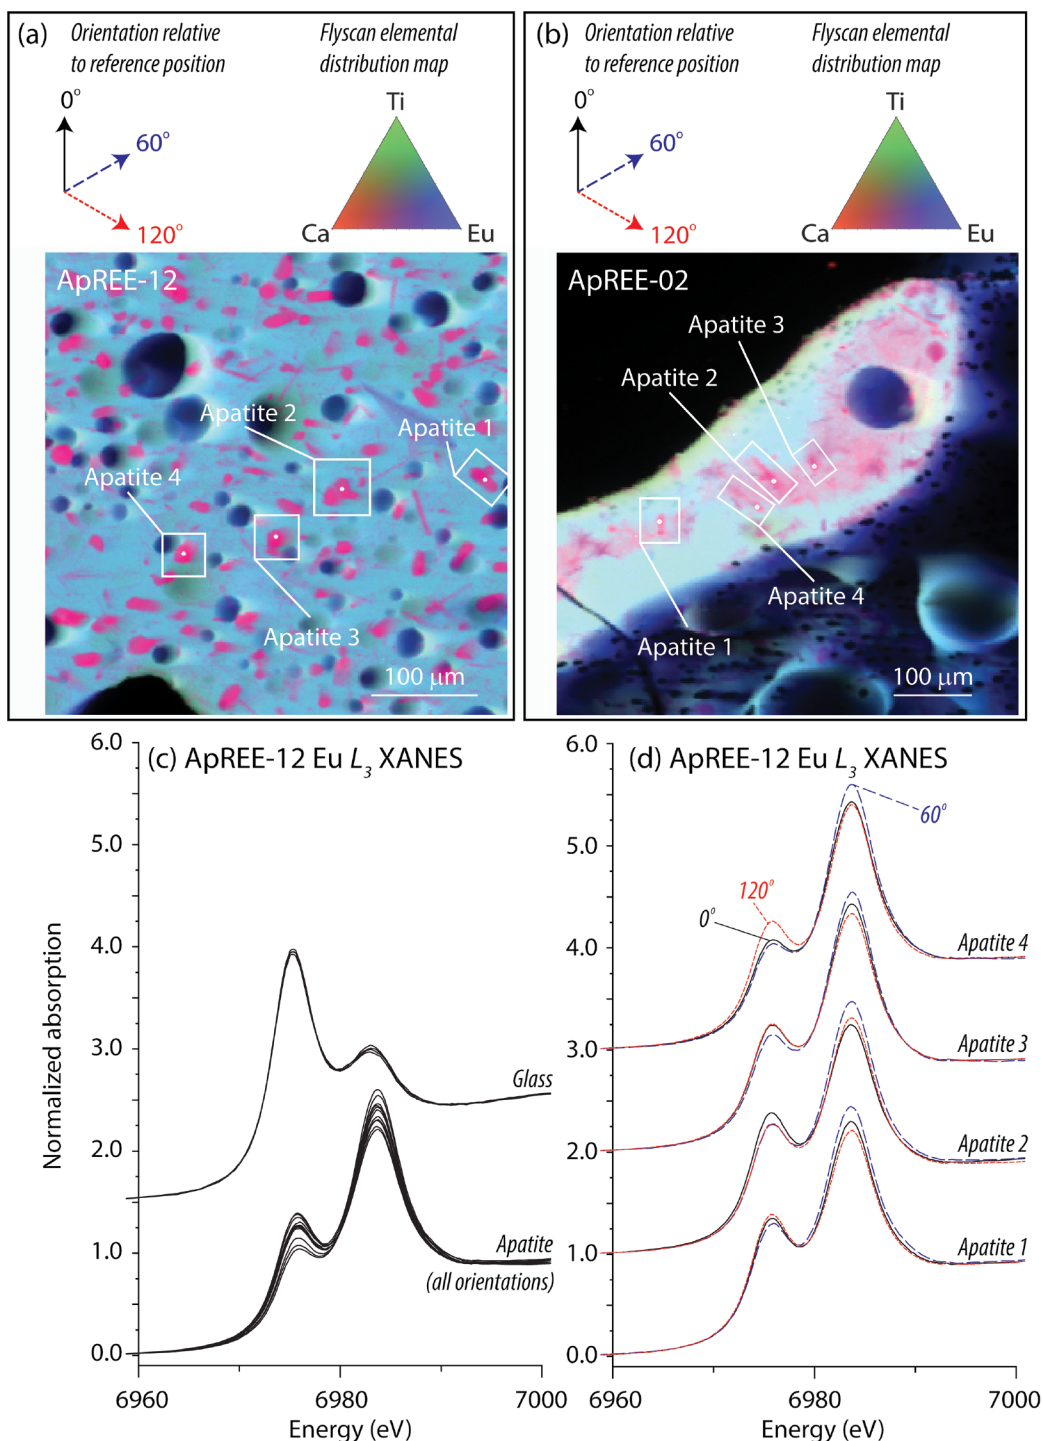 (a)
Orientation relative
to reference position
Flyscan elemental
distribution map
0°
60°
120°
Ti
Ca
Eu
ApREE-12
Apatite 2
Apatite 1
Apatite 4
Apatite 3
100 μm
(b)
Orientation relative
to reference position
Flyscan elemental
distribution map
0°
60°
120°
Ti
Ca
Eu
ApREE-02
Apatite 3
Apatite 2
Apatite 4
Apatite 1
100 μm
(c) ApREE-12 Eu L3 XANES
Normalized absorption
6.0
5.0
4.0
3.0
2.0
1.0
0.0
Glass
Apatite
(all orientations)
6960
6980
7000
Energy (eV)
(d) ApREE-12 Eu L3 XANES
6.0
5.0
4.0
3.0
2.0
1.0
0.0
60°
120°
0°
Apatite 4
Apatite 3
Apatite 2
Apatite 1
6960
6980
7000
Energy (eV)